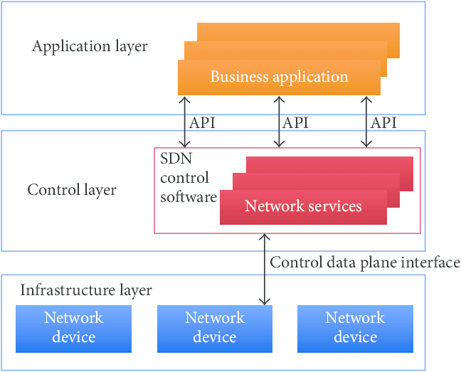 Application layer
Business application
API API API
SDN
control
software
Control layer
Network services
Control data plane interface
Infrastructure layer
Network
device
Network
device
Network
device